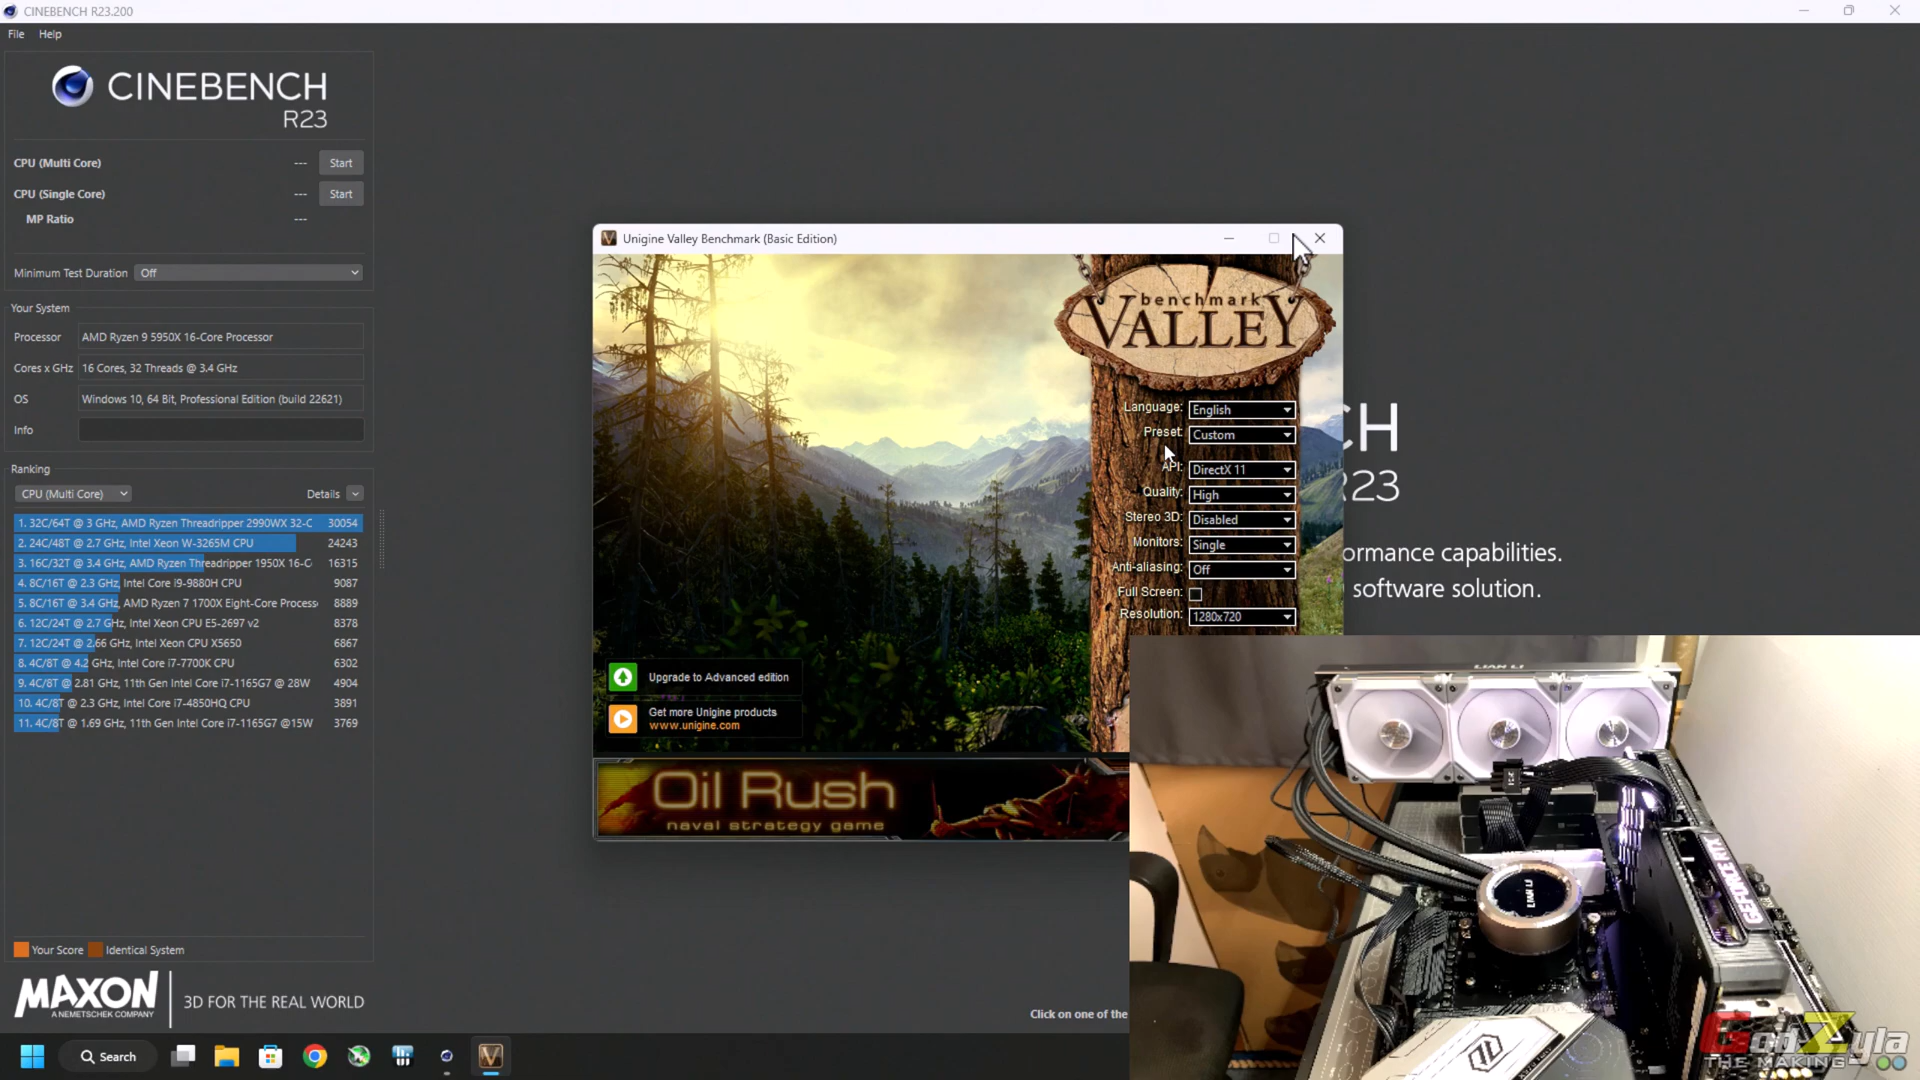 CINEBENCH R23.200
File Help
CINEBENCH
R23
CPU (Multi Core) --- Start
CPU (Single Core) --- Start
MP Ratio ---
Minimum Test Duration Off
Your System
Processor AMD Ryzen 9 5950X 16-Core Processor
Cores x GHz 16 Cores, 32 Threads @ 3.4 GHz
OS Windows 10, 64 Bit, Professional Edition (build 22621)
Info
Ranking
CPU (Multi Core) Details
1. 32C/64T @ 3 GHz, AMD Ryzen Threadripper 2990WX 32-C 30054
2. 24C/48T @ 2.7 GHz, Intel Xeon W-3265M CPU 24243
3. 16C/32T @ 3.4 GHz, AMD Ryzen Threadripper 1950X 16-C 16315
4. 8C/16T @ 2.3 GHz, Intel Core i9-9880H CPU 9087
5. 8C/16T @ 3.4 GHz, AMD Ryzen 7 1700X Eight-Core Process 8889
6. 12C/24T @ 2.7 GHz, Intel Xeon CPU E5-2697 v2 8378
7. 12C/24T @ 2.66 GHz, Intel Xeon CPU X5650 6867
8. 4C/8T @ 4.2 GHz, Intel Core i7-7700K CPU 6302
9. 4C/8T @ 2.81 GHz, 11th Gen Intel Core i7-1165G7 @ 28W 4904
10. 4C/8T @ 2.3 GHz, Intel Core i7-4850HQ CPU 3891
11. 4C/8T @ 1.69 GHz, 11th Gen Intel Core i7-1165G7 @15W 3769
Your Score Identical System
MAXON
A NEMETSCHEK COMPANY
3D FOR THE REAL WORLD
Unigine Valley Benchmark (Basic Edition)
benchmark
VALLEY
Language: English
Preset: Custom
API: DirectX 11
Quality: High
Stereo 3D: Disabled
Monitors: Single
Anti-aliasing: Off
Full Screen:
Resolution: 1280x720
Upgrade to Advanced edition
Get more Unigine products
www.unigine.com
Oil Rush
naval strategy game
CH
R23
ormance capabilities.
software solution.
Click on one of the
LIAN LI
LIAN LI
GEFORCE RTX
GobZyla
THE MAKING
Search